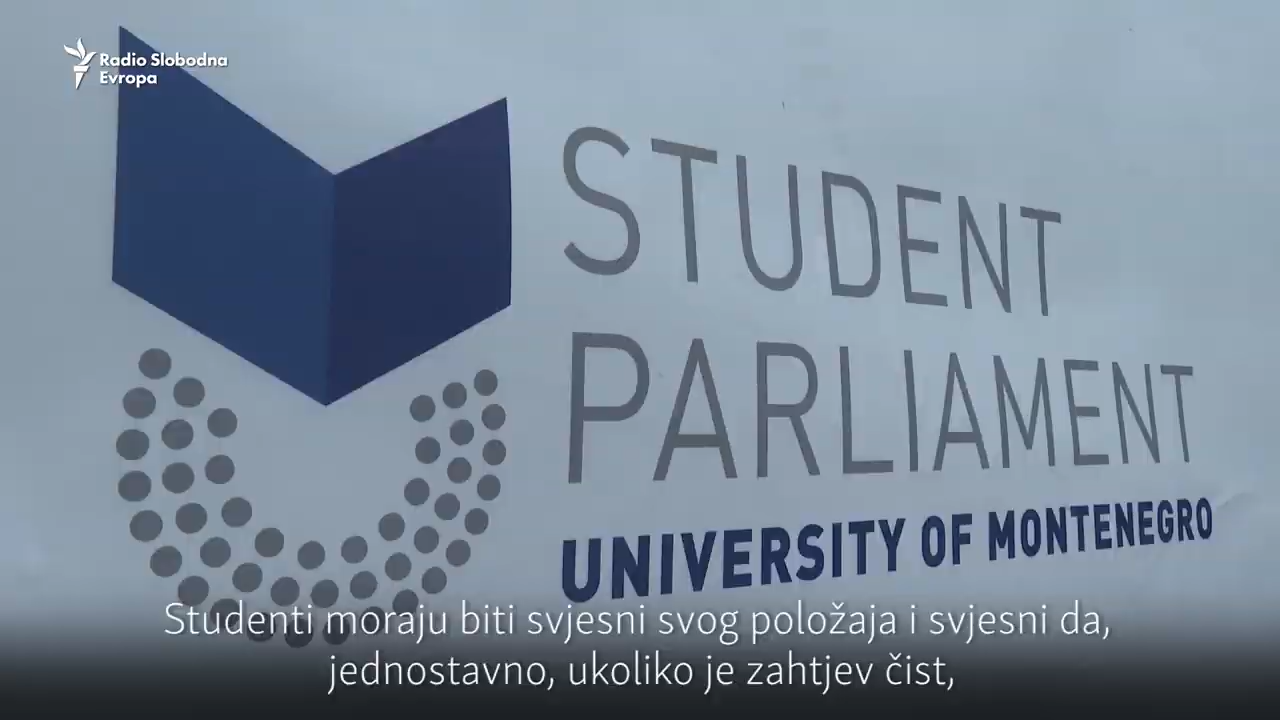 Radio Slobodna
Evropa
STUDENT
PARLIAMENT
UNIVERSITY OF MONTENEGRO
Studenti moraju biti svjesni svog položaja i svjesni da,
jednostavno, ukoliko je zahtjev čist,